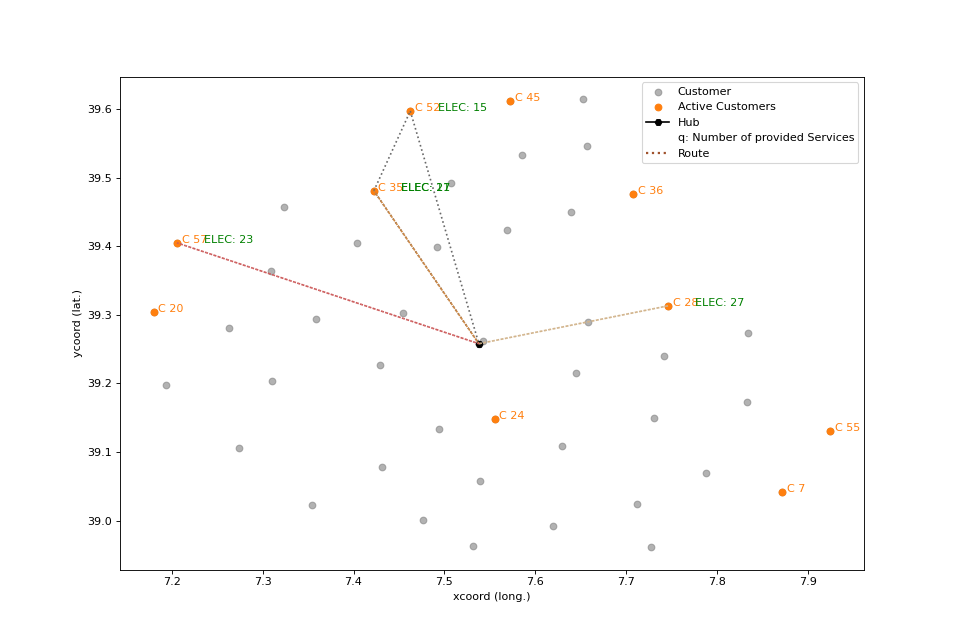 39.6
39.5
39.4
39.3
39.2
39.1
39.0
ycoord (lat.)
7.2
7.3
7.4
7.5
7.6
7.7
7.8
7.9
xcoord (long.)
Customer
Active Customers
Hub
q: Number of provided Services
Route
C 52
ELEC: 15
C 45
C 35
ELEC:
C 36
C 57
ELEC: 23
C 20
C 28
ELEC: 27
C 24
C 55
C 7